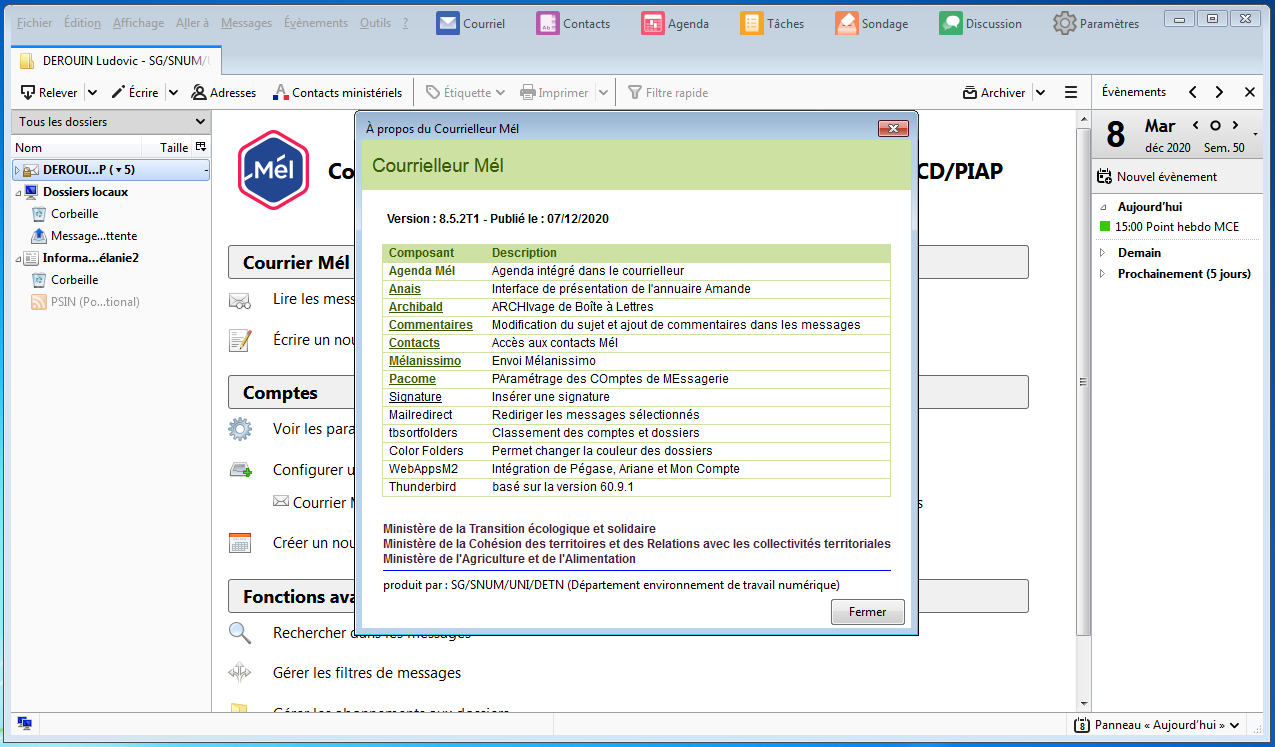 Fichier Édition Affichage Aller à Messages Évènements Outils ? Courriel Contacts Agenda Tâches Sondage Discussion Paramètres
DEROUIN Ludovic - SG/SNUM/
Relever Écrire Adresses Contacts ministériels Étiquette Imprimer Filtre rapide Archiver
Tous les dossiers
Nom Taille
DEROUI...P (▾ 5) -
Dossiers locaux
Corbeille
Message...ttente
Informa...élanie2
Corbeille
PSIN (Po...tional)
Mél
Co
CD/PIAP
Courrier Mél
Lire les mess
Écrire un nou
Comptes
Voir les para
Configurer u
Courrier
Créer un nou
Fonctions ava
Rechercher dans les messages
Gérer les filtres de messages
Gérer les abonnements aux dossiers
À propos du Courrielleur Mél
Courrielleur Mél
Version : 8.5.2T1 - Publié le : 07/12/2020
Composant Description
Agenda Mél Agenda intégré dans le courrielleur
Anais Interface de présentation de l'annuaire Amande
Archibald ARCHIvage de Boîte à Lettres
Commentaires Modification du sujet et ajout de commentaires dans les messages
Contacts Accès aux contacts Mél
Mélanissimo Envoi Mélanissimo
Pacome PAramétrage des COmptes de MEssagerie
Signature Insérer une signature
Mailredirect Rediriger les messages sélectionnés
tbsortfolders Classement des comptes et dossiers
Color Folders Permet changer la couleur des dossiers
WebAppsM2 Intégration de Pégase, Ariane et Mon Compte
Thunderbird basé sur la version 60.9.1
Ministère de la Transition écologique et solidaire
Ministère de la Cohésion des territoires et des Relations avec les collectivités territoriales
Ministère de l'Agriculture et de l'Alimentation
produit par : SG/SNUM/UNI/DETN (Département environnement de travail numérique)
Fermer
Évènements
8 Mar
déc 2020 Sem. 50
Nouvel évènement
Aujourd'hui
15:00 Point hebdo MCE
Demain
Prochainement (5 jours)
8 Panneau « Aujourd'hui »